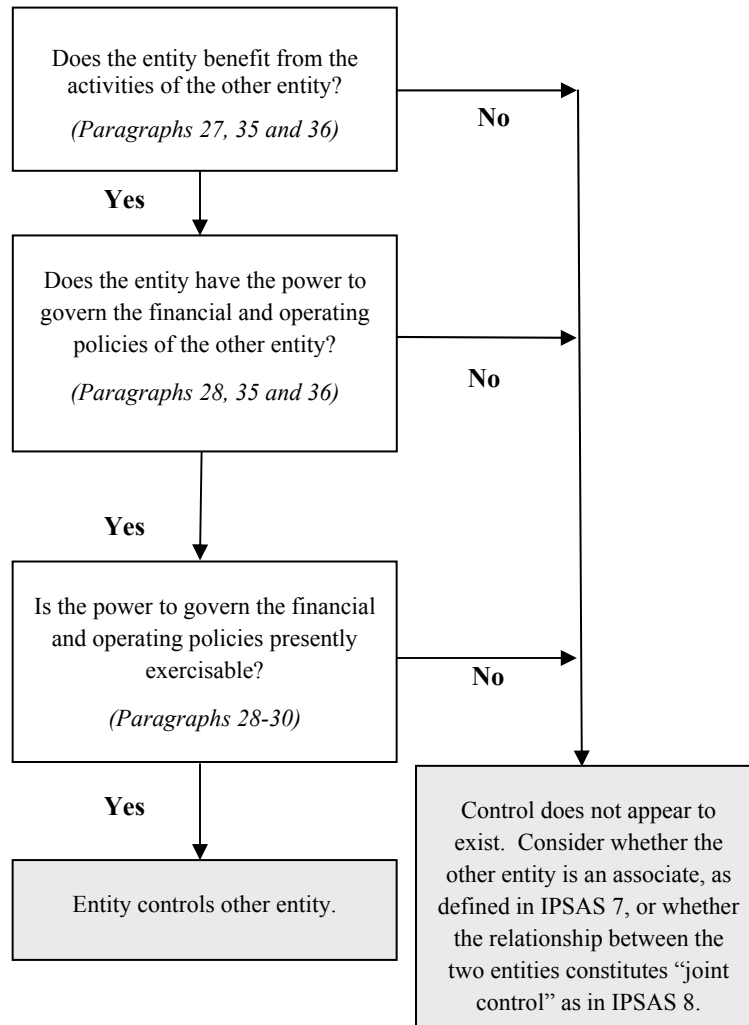 Does the entity benefit from the
activities of the other entity?
(Paragraphs 27, 35 and 36)
No
Yes
Does the entity have the power to
govern the financial and operating
policies of the other entity?
(Paragraphs 28, 35 and 36)
No
Yes
Is the power to govern the financial
and operating policies presently
exercisable?
(Paragraphs 28-30)
No
Yes
Entity controls other entity.
Control does not appear to
exist. Consider whether the
other entity is an associate, as
defined in IPSAS 7, or whether
the relationship between the
two entities constitutes “joint
control” as in IPSAS 8.